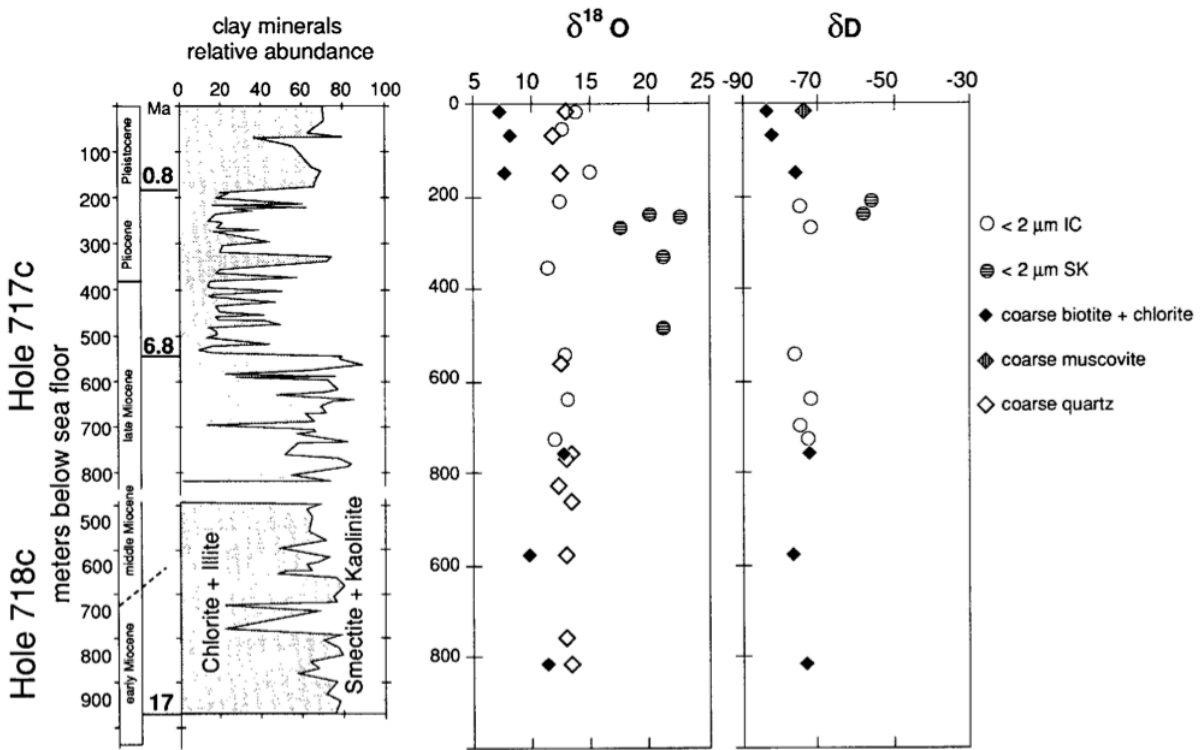 clay minerals
relative abundance
δ18 O
δD
0 20 40 60 80 100
5 10 15 20 25
-90 -70 -50 -30
Ma
Hole 717c
Hole 718c
meters below sea floor
100
200
300
400
500
600
700
800
500
600
700
800
900
Pleistocene
Pliocene
late Miocene
middle Miocene
early Miocene
0.8
6.8
17
Chlorite + Illite
Smectite + Kaolinite
0
200
400
600
800
600
800
< 2 μm IC
< 2 μm SK
coarse biotite + chlorite
coarse muscovite
coarse quartz